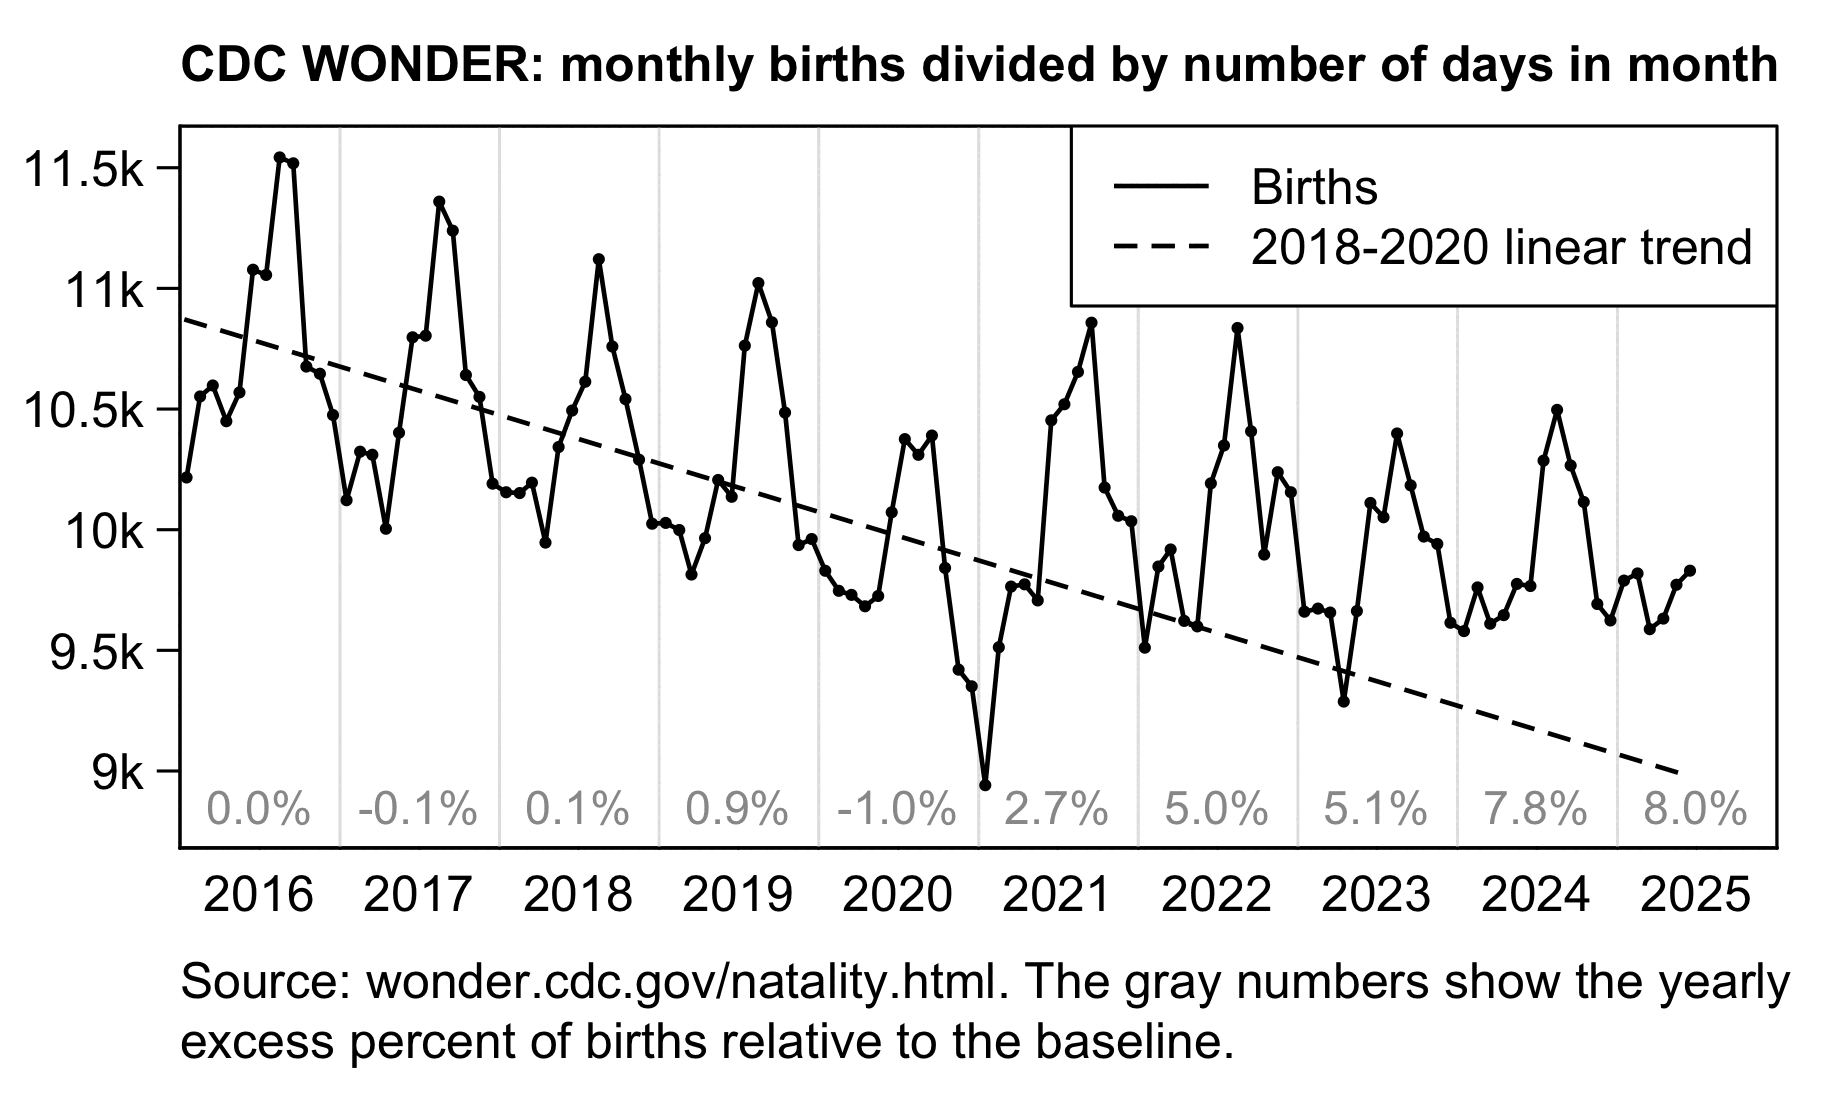 CDC WONDER: monthly births divided by number of days in month
11.5k
11k
10.5k
10k
9.5k
9k
Births
2018-2020 linear trend
0.0% -0.1% 0.1% 0.9% -1.0% 2.7% 5.0% 5.1% 7.8% 8.0%
2016 2017 2018 2019 2020 2021 2022 2023 2024 2025
Source: wonder.cdc.gov/natality.html. The gray numbers show the yearly
excess percent of births relative to the baseline.